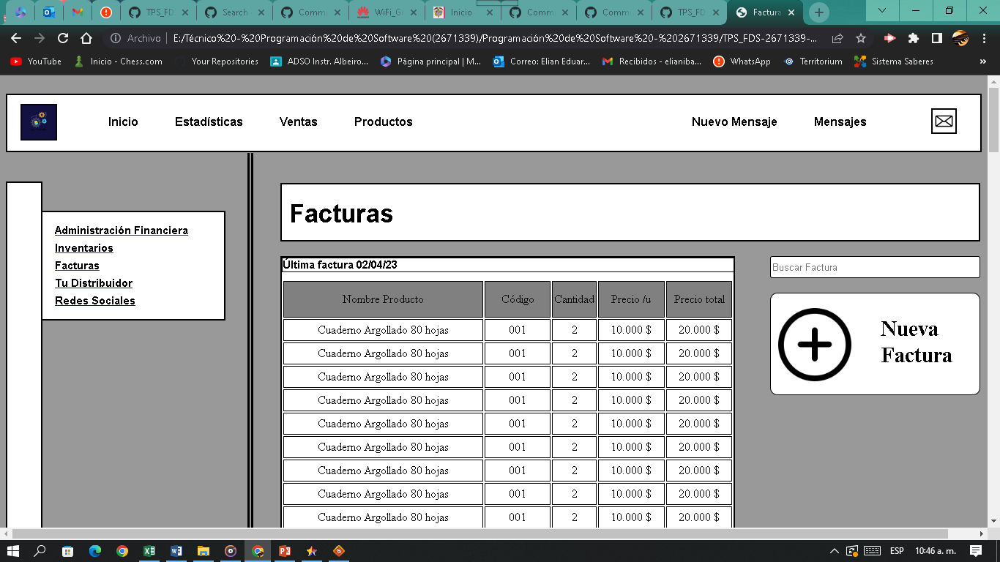 TPS_FD
Search
Comm
WiFi_G
Inicio
Comm
Comm
TPS_FD
Factura
Archivo
E:/Técnico%20-%20Programación%20de%20Software%20(2671339)/Programación%20de%20Software%20-%202671339/TPS_FDS-2671339-...
YouTube
Inicio - Chess.com
Your Repositories
ADSO Instr. Albeiro...
Página principal | M...
Correo: Elian Eduar...
Recibidos - elianiba...
WhatsApp
Territorium
Sistema Saberes
»
Inicio
Estadísticas
Ventas
Productos
Nuevo Mensaje
Mensajes
Administración Financiera
Inventarios
Facturas
Tu Distribuidor
Redes Sociales
Facturas
Última factura 02/04/23
Nombre Producto Código Cantidad Precio /u Precio total
Cuaderno Argollado 80 hojas 001 2 10.000 $ 20.000 $
Cuaderno Argollado 80 hojas 001 2 10.000 $ 20.000 $
Cuaderno Argollado 80 hojas 001 2 10.000 $ 20.000 $
Cuaderno Argollado 80 hojas 001 2 10.000 $ 20.000 $
Cuaderno Argollado 80 hojas 001 2 10.000 $ 20.000 $
Cuaderno Argollado 80 hojas 001 2 10.000 $ 20.000 $
Cuaderno Argollado 80 hojas 001 2 10.000 $ 20.000 $
Cuaderno Argollado 80 hojas 001 2 10.000 $ 20.000 $
Cuaderno Argollado 80 hojas 001 2 10.000 $ 20.000 $
Buscar Factura
Nueva
Factura
ESP
10:46 a. m.